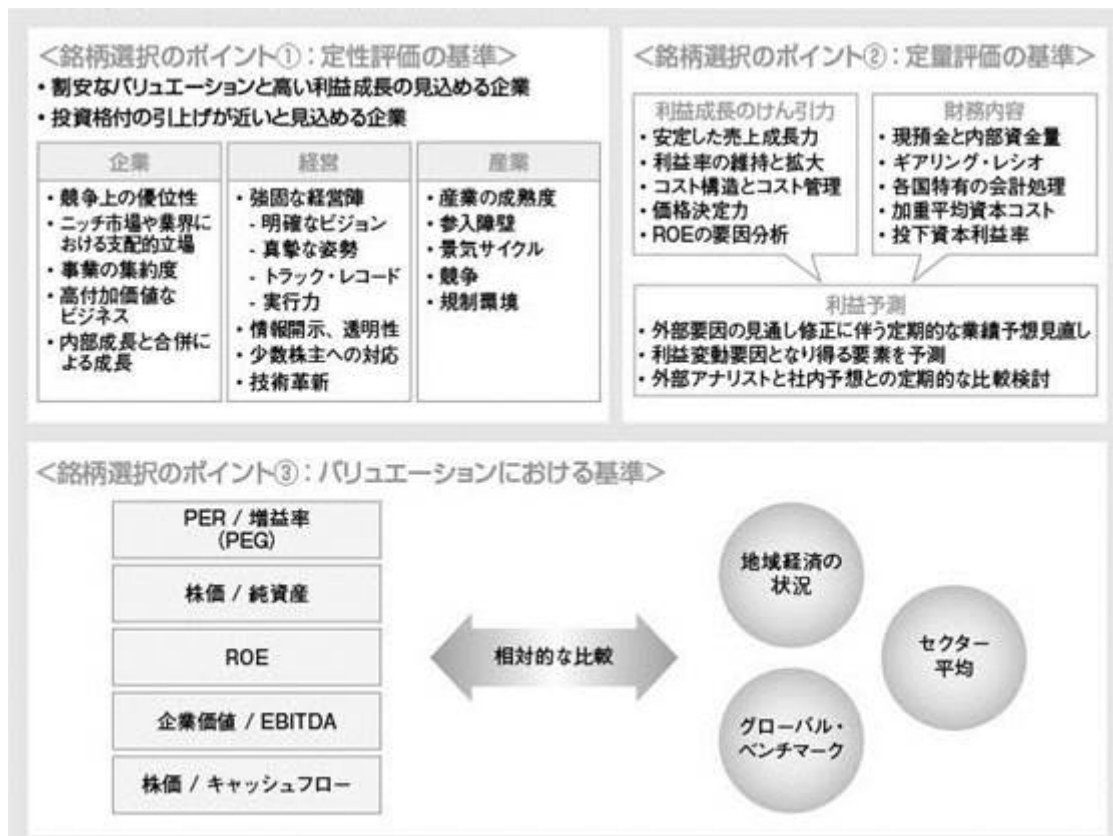 <銘柄選択のポイント①：定性評価の基準>
・割安なバリュエーションと高い利益成長の見込める企業
・投資格付の引上げが近いと見込める企業
企業
・競争上の優位性
・ニッチ市場や業界に
おける支配的立場
・事業の集約度
・高付加価値な
ビジネス
・内部成長と合併に
よる成長
経営
・強固な経営陣
- 明確なビジョン
- 真摯な姿勢
- トラック・レコード
- 実行力
・情報開示、透明性
・少数株主への対応
・技術革新
産業
・産業の成熟度
・参入障壁
・景気サイクル
・競争
・規制環境
<銘柄選択のポイント②：定量評価の基準>
利益成長のけん引力
・安定した売上成長力
・利益率の維持と拡大
・コスト構造とコスト管理
・価格決定力
・ROEの要因分析
財務内容
・現預金と内部資金量
・ギアリング・レシオ
・各国特有の会計処理
・加重平均資本コスト
・投下資本利益率
利益予測
・外部要因の見通し修正に伴う定期的な業績予想見直し
・利益変動要因となり得る要素を予測
・外部アナリストと社内予想との定期的な比較検討
<銘柄選択のポイント③：バリュエーションにおける基準>
PER / 増益率
(PEG)
株価 / 純資産
ROE
企業価値 / EBITDA
株価 / キャッシュフロー
相対的な比較
地域経済の
状況
セクター
平均
グローバル・
ベンチマーク